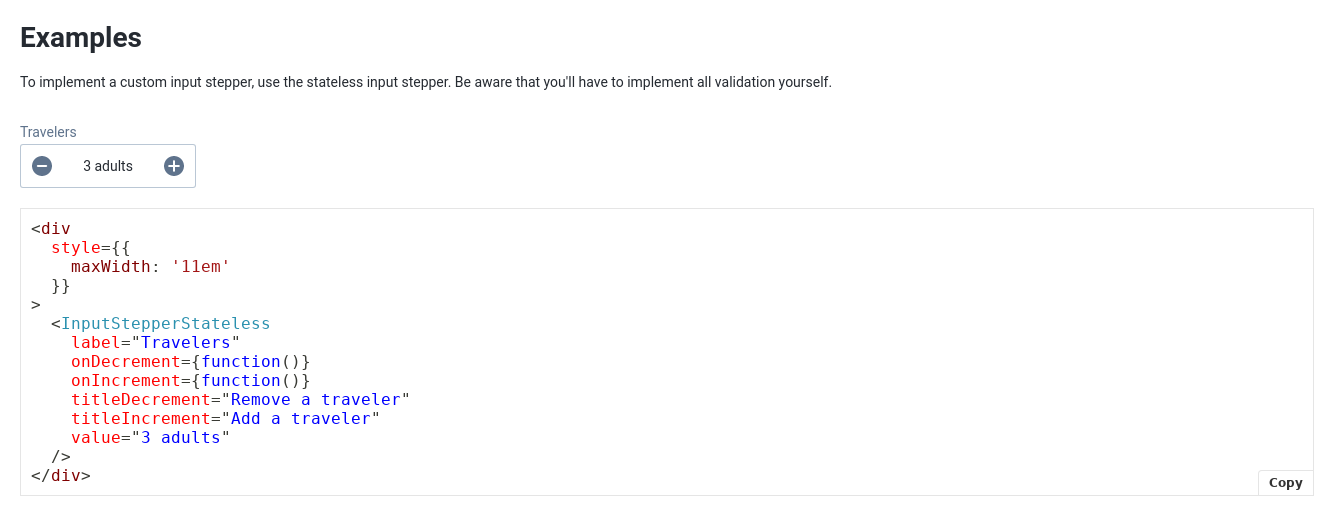 Examples
To implement a custom input stepper, use the stateless input stepper. Be aware that you'll have to implement all validation yourself.
Travelers
3 adults
<div
  style={{
    maxWidth: '11em'
  }}
>
  <InputStepperStateless
    label="Travelers"
    onDecrement={function()}
    onIncrement={function()}
    titleDecrement="Remove a traveler"
    titleIncrement="Add a traveler"
    value="3 adults"
  />
</div>
Copy